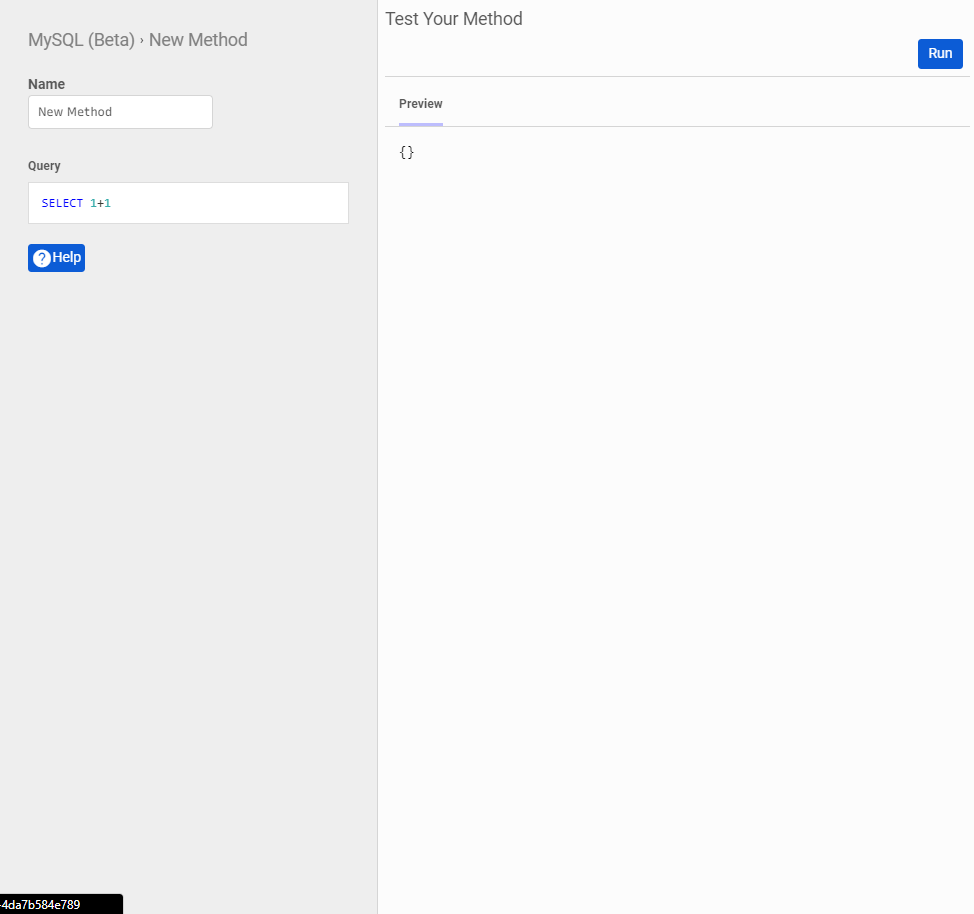 MySQL (Beta) › New Method
Name
New Method
Query
SELECT 1+1
Help
Test Your Method
Run
Preview
{}
-4da7b584e789